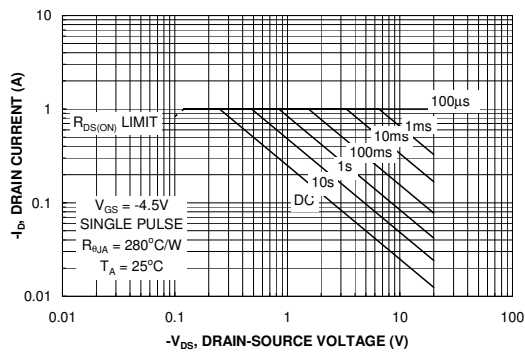 10
1
0.1
0.01
0.01
0.1
1
10
100
-I_D, DRAIN CURRENT (A)
-V_DS, DRAIN-SOURCE VOLTAGE (V)
R_DS(ON) LIMIT
100μs
1ms
10ms
100ms
1s
10s
DC
V_GS = -4.5V
SINGLE PULSE
R_θJA = 280°C/W
T_A = 25°C